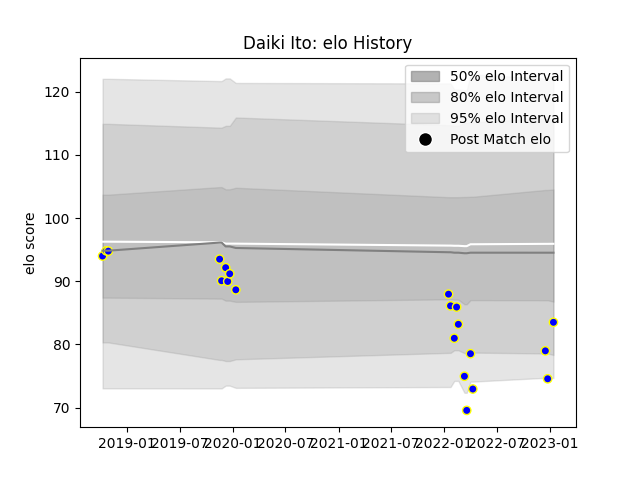 Daiki Ito: elo History
50% elo Interval
80% elo Interval
95% elo Interval
Post Match elo
elo score
120
110
100
90
80
70
2019-01 2019-07 2020-01 2020-07 2021-01 2021-07 2022-01 2022-07 2023-01